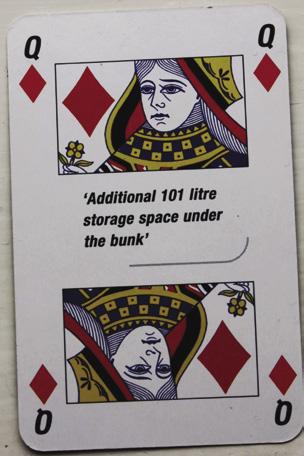 Q
Q
'Additional 101 litre
storage space under
the bunk'
Q
Q